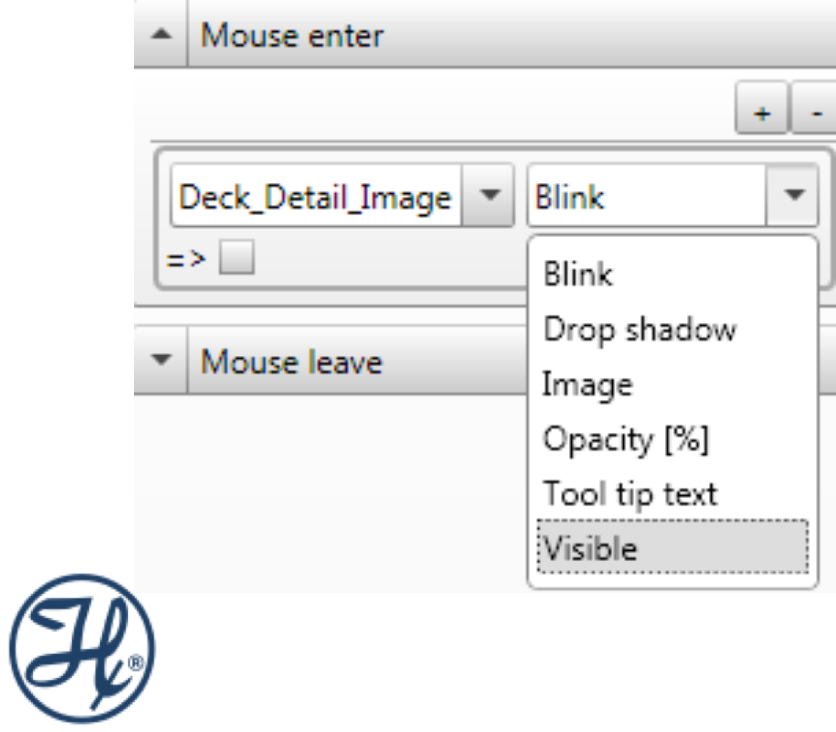 Mouse enter
+ -
Deck_Detail_Image Blink
=>
Blink
Drop shadow
Mouse leave
Image
Opacity [%]
Tool tip text
Visible
H®